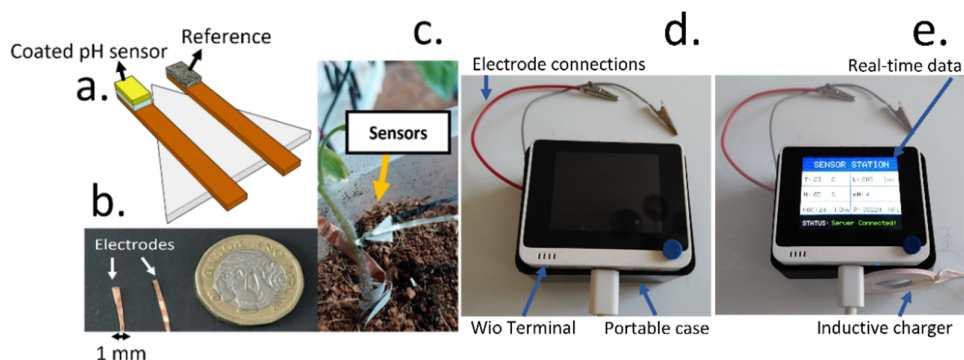 a.
Coated pH sensor
Reference
b.
Electrodes
1 mm
c.
Sensors
d.
Electrode connections
Wio Terminal
Portable case
e.
Real-time data
SENSOR STATION
STATUS: Server Connected!
Inductive charger